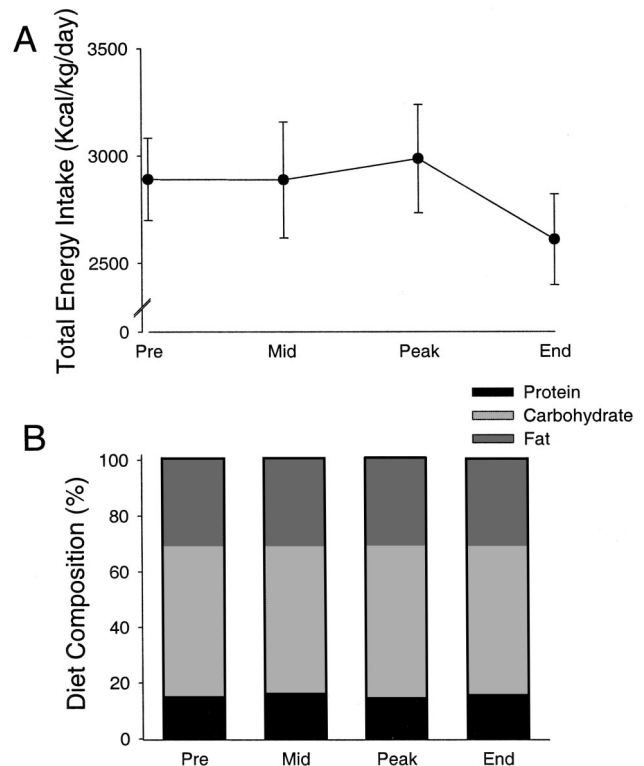 A
Total Energy Intake (Kcal/kg/day)
3500
3000
2500
0
Pre Mid Peak End
Protein
Carbohydrate
Fat
B
Diet Composition (%)
100
80
60
40
20
0
Pre Mid Peak End